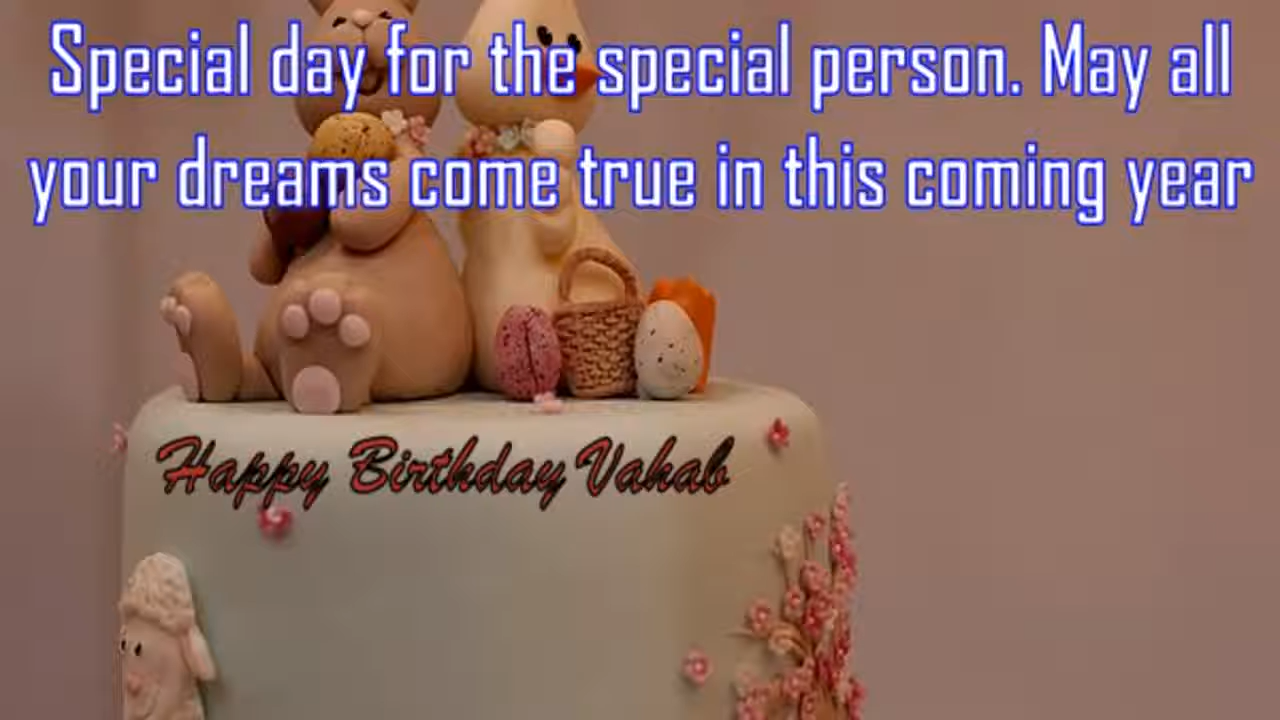 Special day for the special person. May all
your dreams come true in this coming year
Happy Birthday Vahab